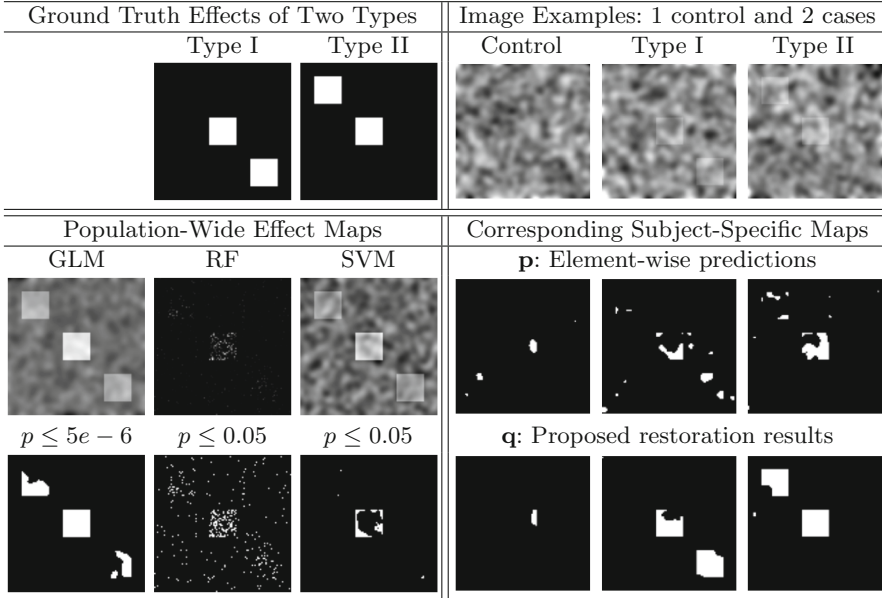 Ground Truth Effects of Two Types
Type I Type II
Image Examples: 1 control and 2 cases
Control Type I Type II
Population-Wide Effect Maps
GLM RF SVM
p ≤ 5e − 6 p ≤ 0.05 p ≤ 0.05
Corresponding Subject-Specific Maps
p: Element-wise predictions
q: Proposed restoration results